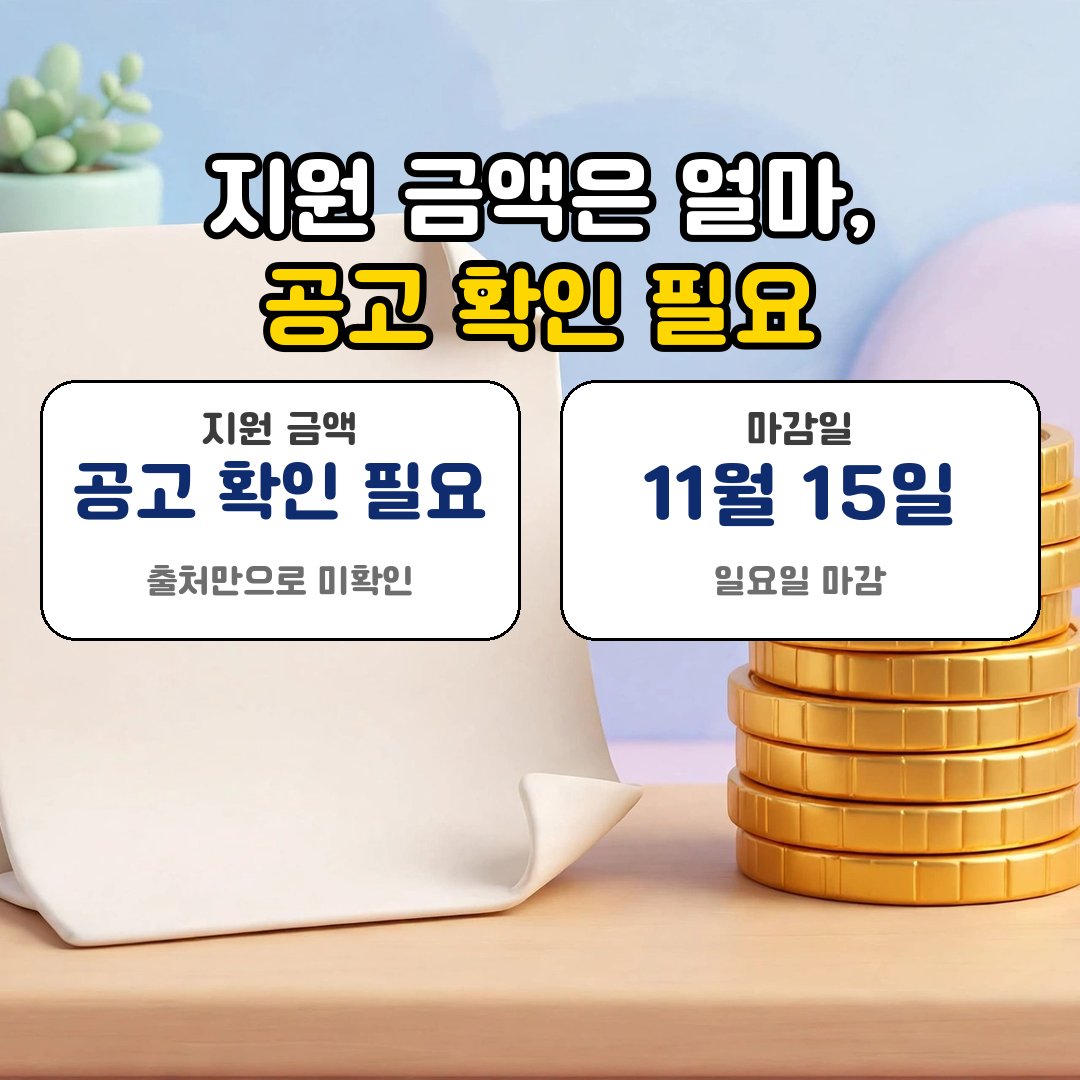 지원 금액은 얼마,
공고 확인 필요
지원 금액
공고 확인 필요
출처만으로 미확인
마감일
11월 15일
일요일 마감